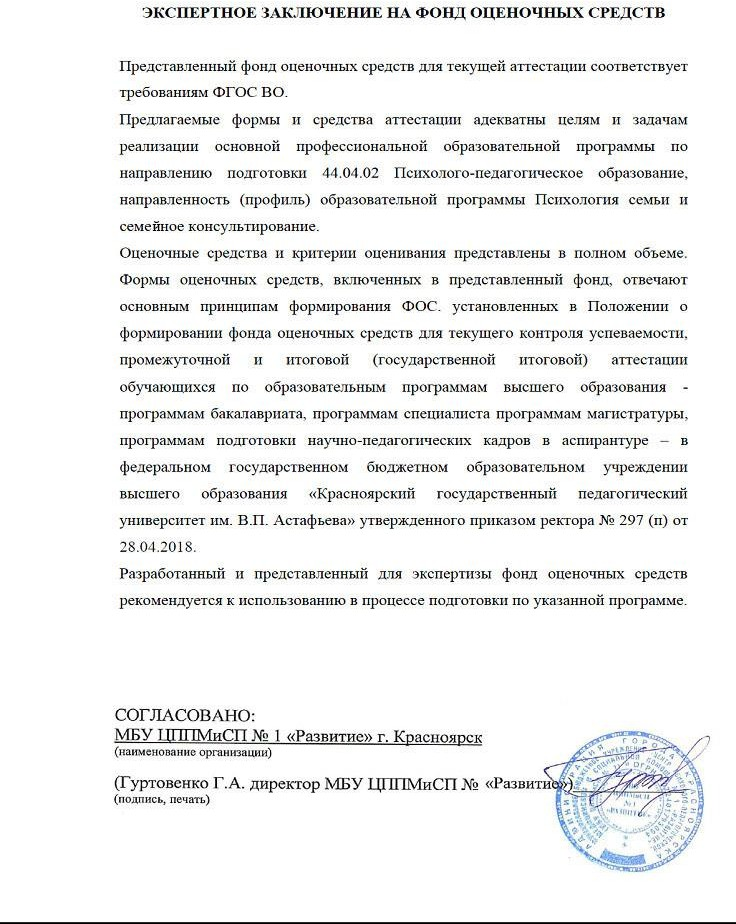 ЭКСПЕРТНОЕ ЗАКЛЮЧЕНИЕ НА ФОНД ОЦЕНОЧНЫХ СРЕДСТВ
Представленный фонд оценочных средств для текущей аттестации соответствует
требованиям ФГОС ВО.
Предлагаемые формы и средства аттестации адекватны целям и задачам
реализации основной профессиональной образовательной программы по
направлению подготовки 44.04.02 Психолого-педагогическое образование,
направленность (профиль) образовательной программы Психология семьи и
семейное консультирование.
Оценочные средства и критерии оценивания представлены в полном объеме.
Формы оценочных средств, включенных в представленный фонд, отвечают
основным принципам формирования ФОС. установленных в Положении о
формировании фонда оценочных средств для текущего контроля успеваемости,
промежуточной и итоговой (государственной итоговой) аттестации
обучающихся по образовательным программам высшего образования -
программам бакалавриата, программам специалиста программам магистратуры,
программам подготовки научно-педагогических кадров в аспирантуре – в
федеральном государственном бюджетном образовательном учреждении
высшего образования «Красноярский государственный педагогический
университет им. В.П. Астафьева» утвержденного приказом ректора № 297 (п) от
28.04.2018.
Разработанный и представленный для экспертизы фонд оценочных средств
рекомендуется к использованию в процессе подготовки по указанной программе.
СОГЛАСОВАНО:
МБУ ЦППМиСП № 1 «Развитие» г. Красноярск
(наименование организации)
(Гуртовенко Г.А. директор МБУ ЦППМиСП № «Развитие»)
(подпись, печать)
АДМИНИСТРАЦИЯ ГОРОДА КРАСНОЯРСКА
№ 1
«РАЗВИТИЕ»